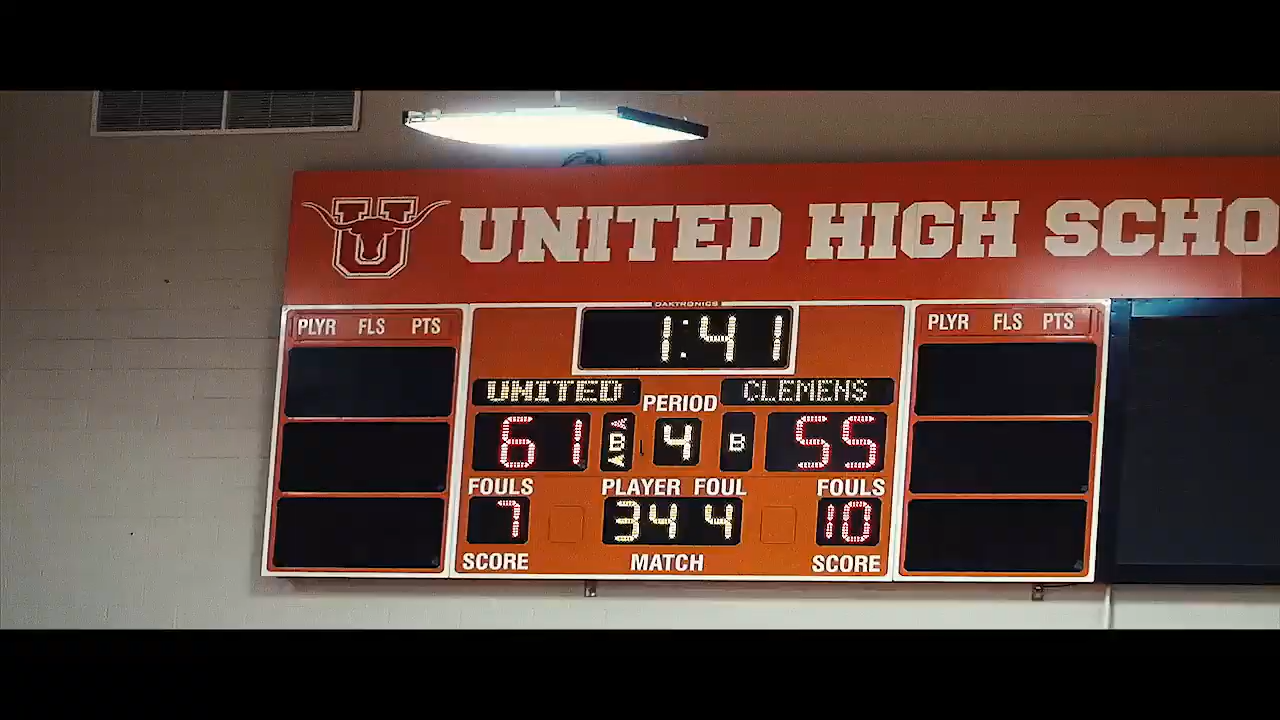 U UNITED HIGH SCHO
DAKTRONICS
PLYR FLS PTS
1:41
PLYR FLS PTS
UNITED
CLEMENS
PERIOD
61 B 4 B 55
FOULS
PLAYER FOUL
FOULS
7 34 4 10
SCORE
MATCH
SCORE